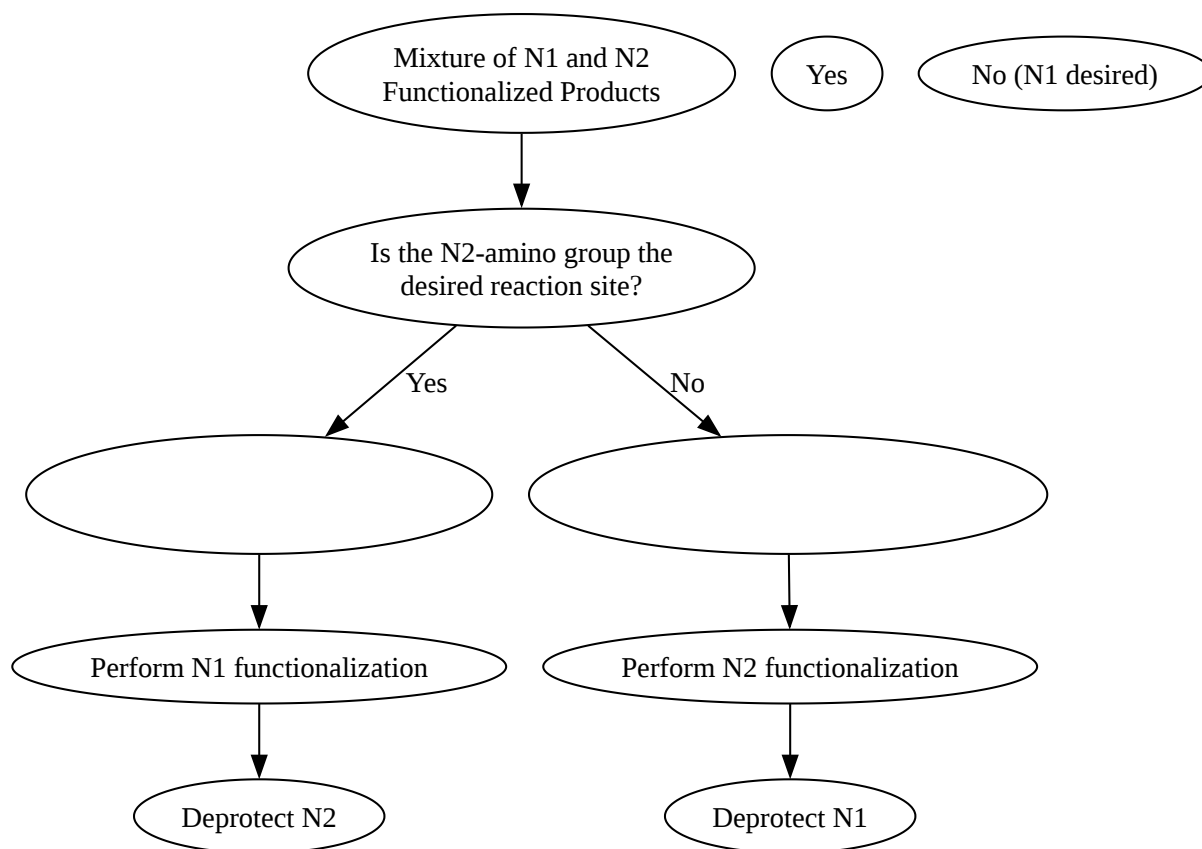 Mixture of N1 and N2
Functionalized Products
Yes
No (N1 desired)
Is the N2-amino group the
desired reaction site?
Yes
No
Perform N1 functionalization
Perform N2 functionalization
Deprotect N2
Deprotect N1